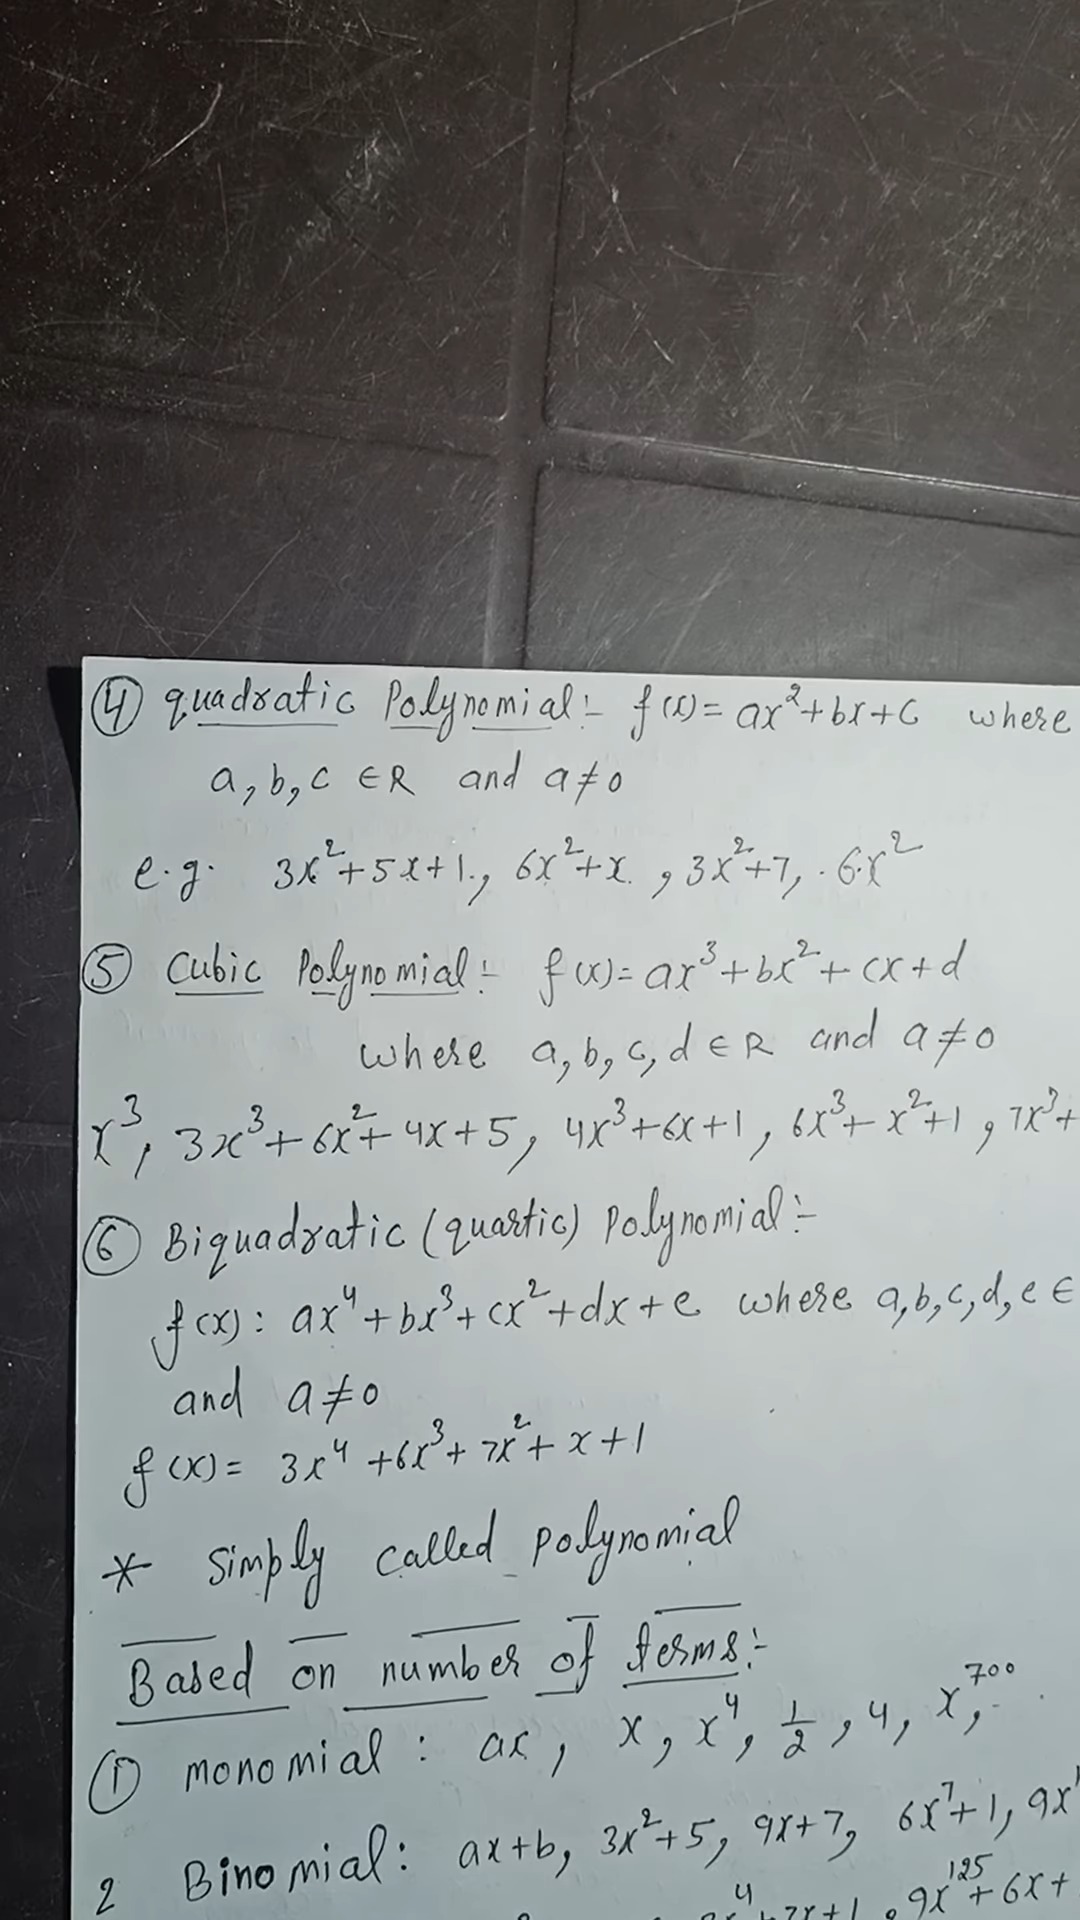 ④ quadratic Polynomial:- f(x) = ax²+bx+c where
a, b, c ∈R and a≠0
e.g. 3x²+5x+1, 6x²+x, 3x²+7, 6x²
⑤ Cubic Polynomial:- f(x)= ax³+bx²+cx+d
where a, b, c, d ∈ R and a≠0
x³, 3x³+6x²+4x+5, 4x³+6x+1, 6x³+x²+1, 7x³+
⑥ Biquadratic (quartic) Polynomial:-
f(x): ax⁴+bx³+cx²+dx+e where a,b,c,d,e ∈
and a≠0
f(x)= 3x⁴+6x³+7x²+x+1
* Simply called polynomial
Based on number of terms:-
① monomial: ax, x, x⁴, 1/2, 4, x⁷⁰⁰,
2 Binomial: ax+b, 3x²+5, 9x+7, 6x⁷+1, 9x
+7x+1, 9x¹²⁵+6x+